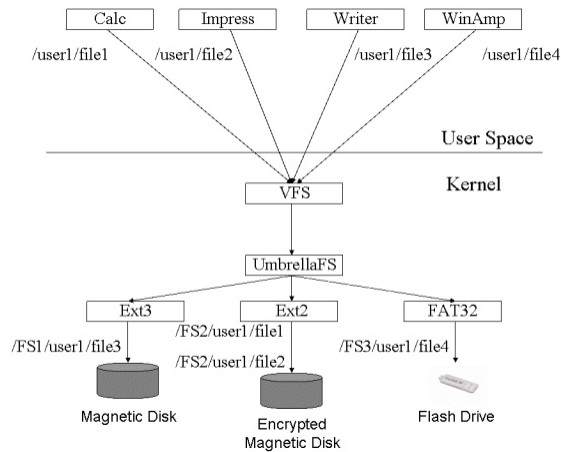 Calc Impress Writer WinAmp
/user1/file1 /user1/file2 /user1/file3 /user1/file4
User Space
Kernel
VFS
UmbrellaFS
Ext3 Ext2 FAT32
/FS2/user1/file1
/FS1/user1/file3 /FS3/user1/file4
/FS2/user1/file2
Magnetic Disk Encrypted Flash Drive
Magnetic Disk